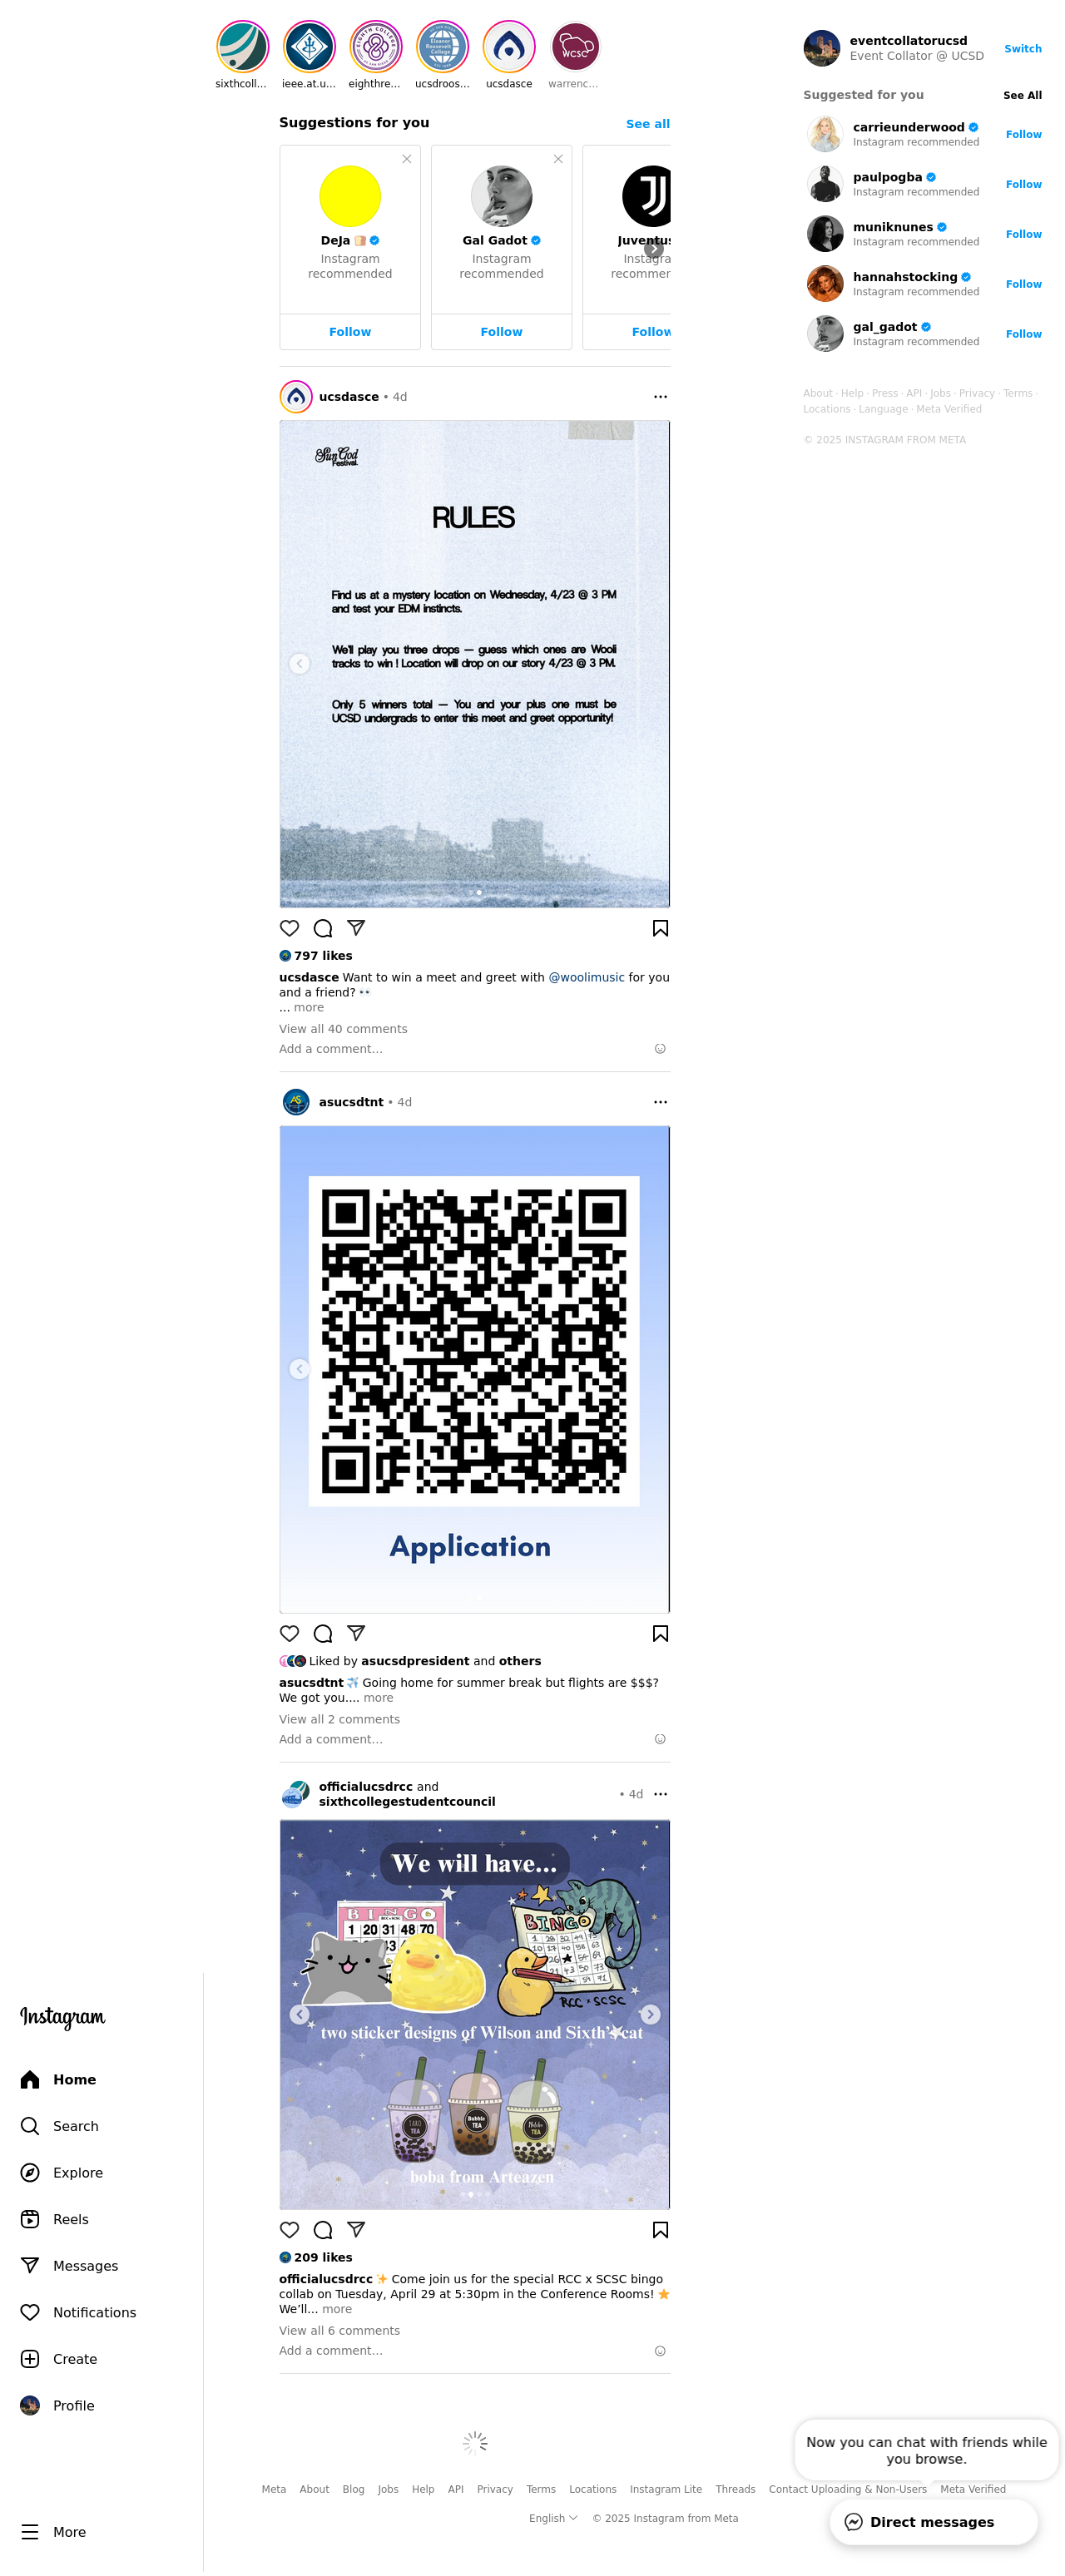 sixthcoll...
ieee.at.u...
eighthre...
ucsdroos...
ucsdasce
warrenc...
WCSC
Eleanor
Roosevelt
College
eventcollatorucsd
Event Collator @ UCSD
Switch
Suggested for you
See All
carrieunderwood
Instagram recommended
Follow
paulpogba
Instagram recommended
Follow
muniknunes
Instagram recommended
Follow
hannahstocking
Instagram recommended
Follow
gal_gadot
Instagram recommended
Follow
About · Help · Press · API · Jobs · Privacy · Terms ·
Locations · Language · Meta Verified
© 2025 INSTAGRAM FROM META
Suggestions for you
See all
DeJa
Instagram
recommended
Follow
Gal Gadot
Instagram
recommended
Follow
Juventus
Instagra
recommen
Follow
ucsdasce • 4d
Sun God
Festival
RULES
Find us at a mystery location on Wednesday, 4/23 @ 3 PM
and test your EDM instincts.
We'll play you three drops — guess which ones are Wooli
tracks to win ! Location will drop on our story 4/23 @ 3 PM.
Only 5 winners total — You and your plus one must be
UCSD undergrads to enter this meet and greet opportunity!
797 likes
ucsdasce Want to win a meet and greet with @woolimusic for you
and a friend? 👀
... more
View all 40 comments
Add a comment…
asucsdtnt • 4d
Application
Liked by asucsdpresident and others
asucsdtnt ✈️ Going home for summer break but flights are $$$?
We got you.... more
View all 2 comments
Add a comment…
officialucsdrcc and
sixthcollegestudentcouncil
• 4d
We will have...
BINGO
1 20 31 48 70
BINGO
RCC x SCSC
two sticker designs of Wilson and Sixth's cat
TARO
TEA
Bubble
TEA
Matcha
TEA
boba from Arteazen
209 likes
officialucsdrcc ✨ Come join us for the special RCC x SCSC bingo
collab on Tuesday, April 29 at 5:30pm in the Conference Rooms! ⭐
We'll... more
View all 6 comments
Add a comment…
Instagram
Home
Search
Explore
Reels
Messages
Notifications
Create
Profile
More
Now you can chat with friends while
you browse.
Meta About Blog Jobs Help API Privacy Terms Locations Instagram Lite Threads Contact Uploading & Non-Users Meta Verified
English © 2025 Instagram from Meta
Direct messages